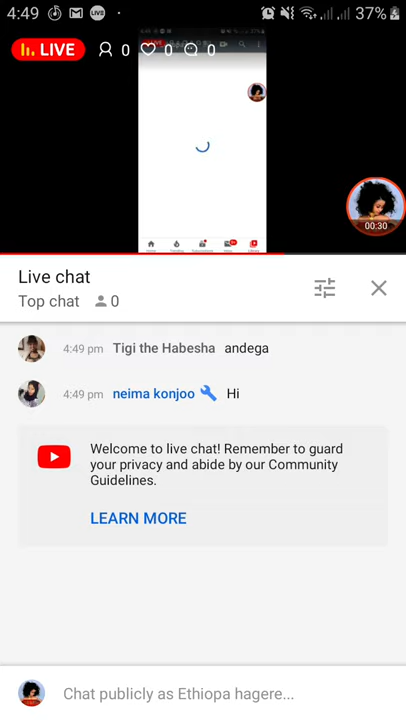 4:49 LIVE 37%
LIVE 0 0 0
00:30
Live chat
Top chat 0
4:49 pm Tigi the Habesha andega
4:49 pm neima konjoo Hi
Welcome to live chat! Remember to guard
your privacy and abide by our Community
Guidelines.
LEARN MORE
Chat publicly as Ethiopa hagere...